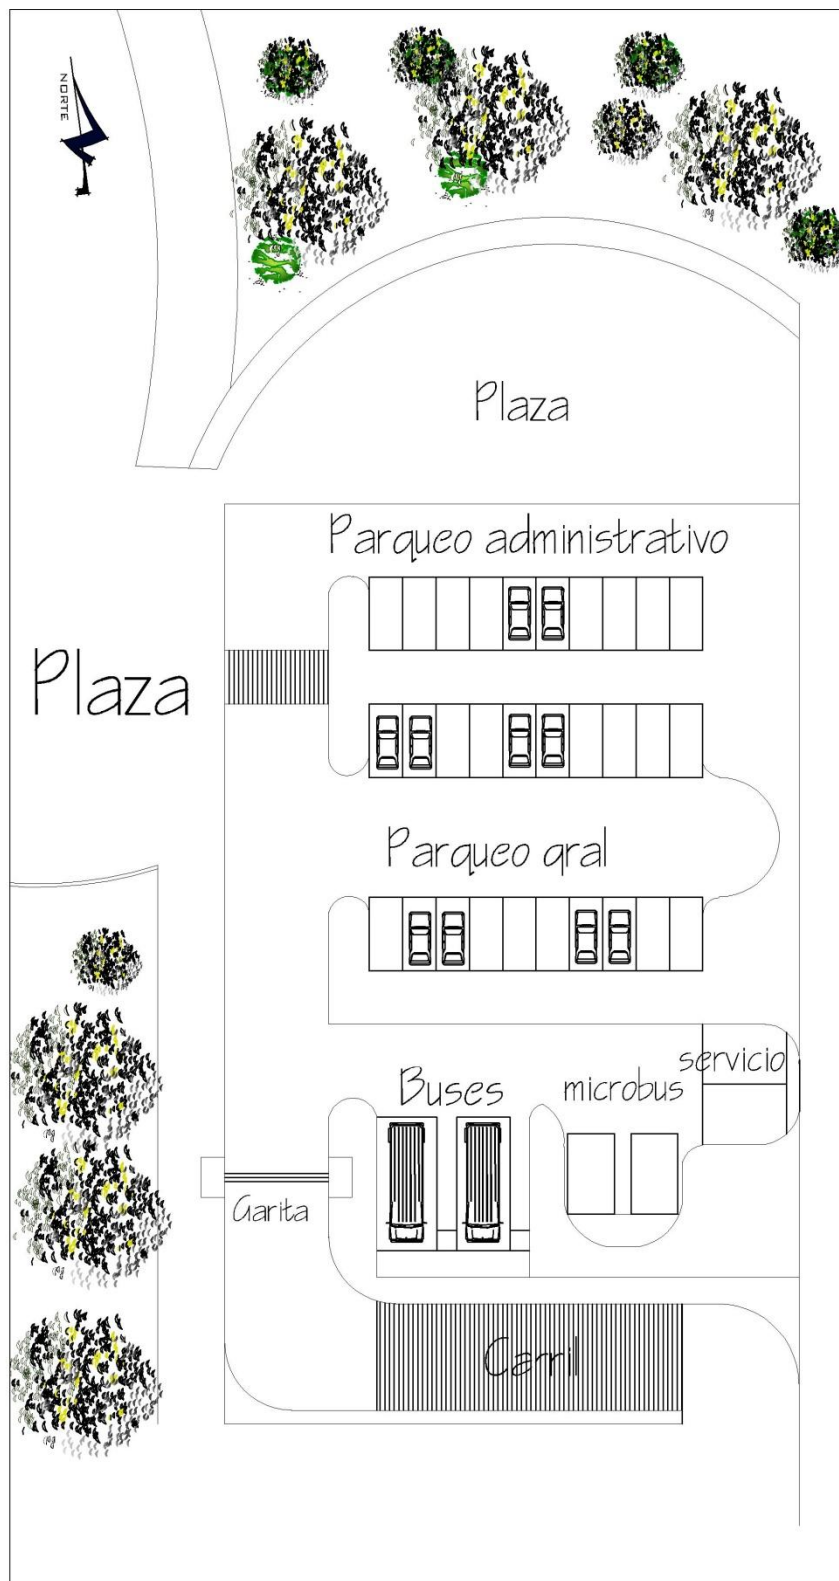 NORTE
Plaza
Parqueo administrativo
Plaza
Parqueo gral
servicio
Buses
microbus
Garita
Carril